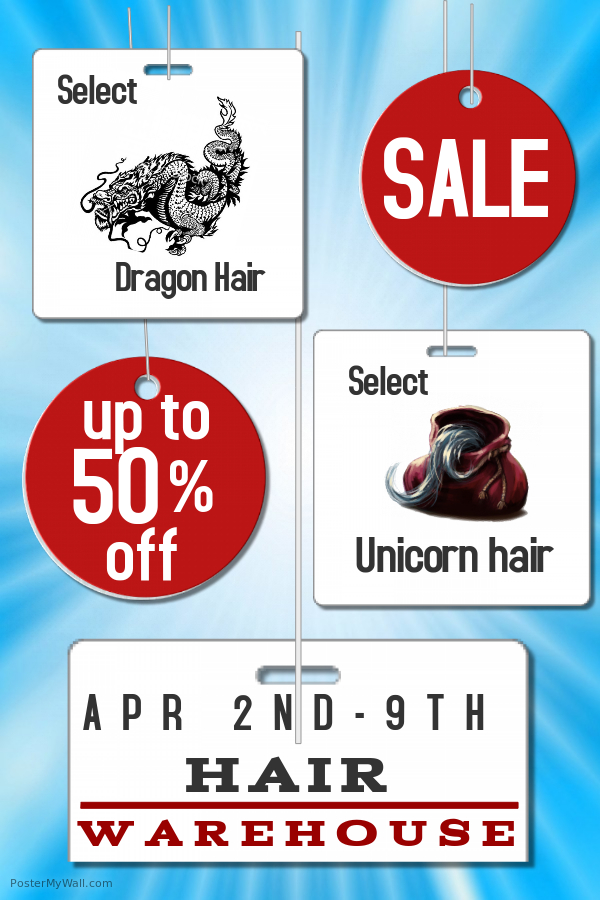 Select
Dragon Hair
SALE
up to
50%
off
Select
Unicorn hair
APR 2ND-9TH
HAIR
WAREHOUSE
PosterMyWall.com